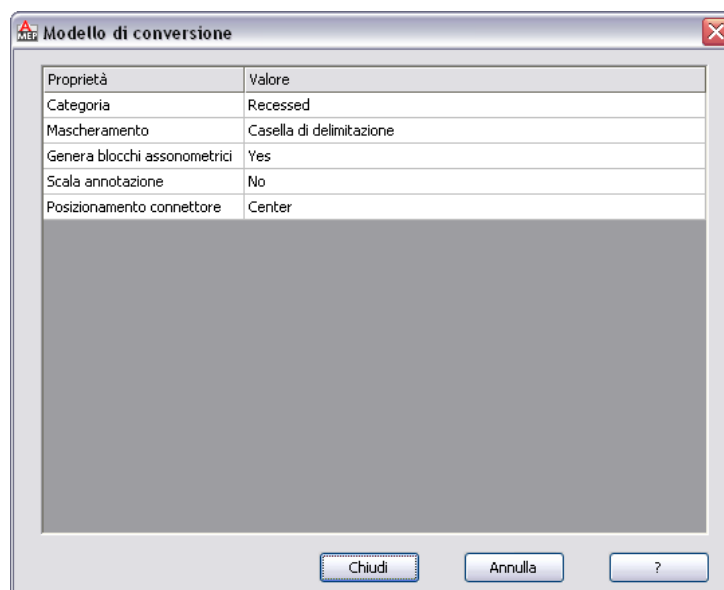 MEP Modello di conversione
Proprietà Valore
Categoria Recessed
Mascheramento Casella di delimitazione
Genera blocchi assonometrici Yes
Scala annotazione No
Posizionamento connettore Center
Chiudi Annulla ?